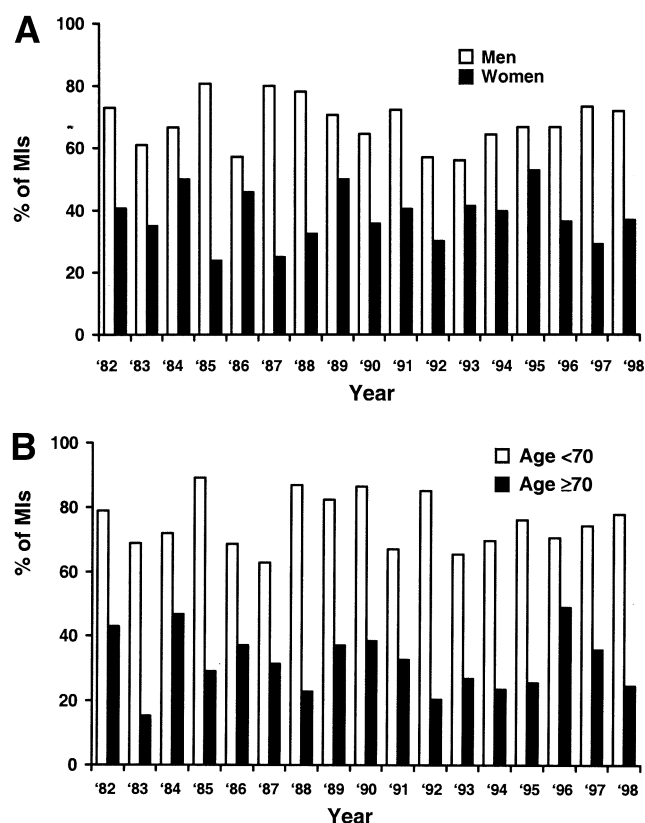 A
100
Men
Women
80
60
40
20
0
% of MIs
‘82 ‘83 ‘84 ‘85 ‘86 ‘87 ‘88 ‘89 ‘90 ‘91 ‘92 ‘93 ‘94 ‘95 ‘96 ‘97 ‘98
Year
B
100
Age <70
Age ≥70
80
60
40
20
0
% of MIs
‘82 ‘83 ‘84 ‘85 ‘86 ‘87 ‘88 ‘89 ‘90 ‘91 ‘92 ‘93 ‘94 ‘95 ‘96 ‘97 ‘98
Year